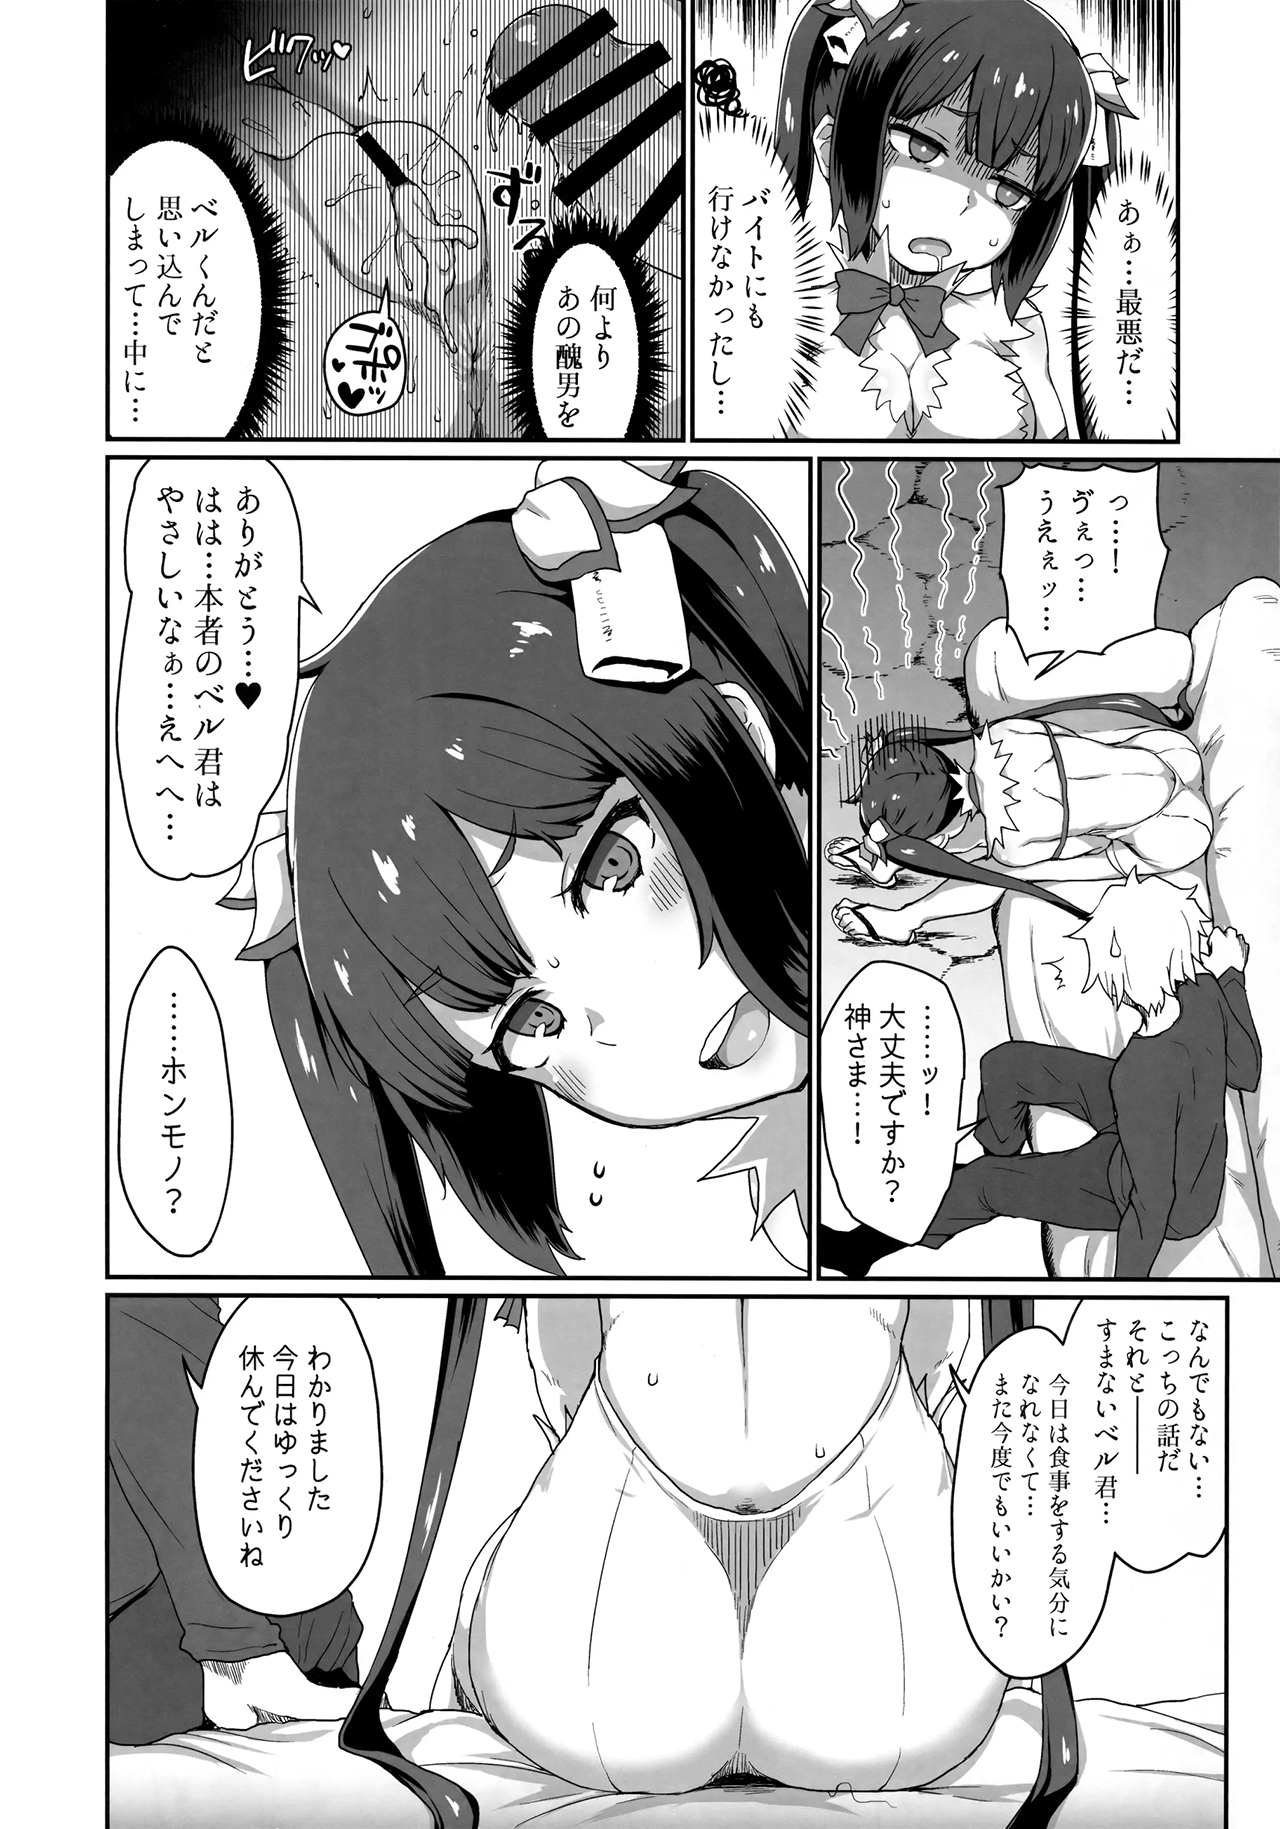 あぁ…最悪だ…
バイトにも
行けなかったし…
何より
あの醜男を
ズ・ス
ビクッ♥
ベルくんだと
思い込んで
しまって…中に…
っ…!
ゔぇっ…
うえぇッ…
……ッ!
大丈夫ですか?
神さま…!
ありがとう…♥
はは…本者のベル君は
やさしいなぁ…えへへ…
……ホンモノ?
なんでもない…
こっちの話だ
それと――
すまないベル君…
今日は食事をする気分に
なれなくて…
また今度でもいいかい?
わかりました
今日はゆっくり
休んでくださいね